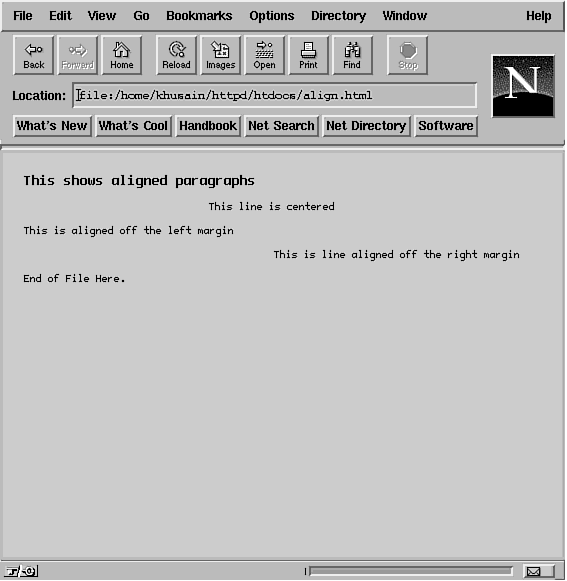 File Edit View Go Bookmarks Options Directory Window Help
Back Forward Home Reload Images Open Print Find Stop
N
Location: file:/home/khusain/httpd/htdocs/align.html
What's New What's Cool Handbook Net Search Net Directory Software
This shows aligned paragraphs
This line is centered
This is aligned off the left margin
This is line aligned off the right margin
End of File Here.